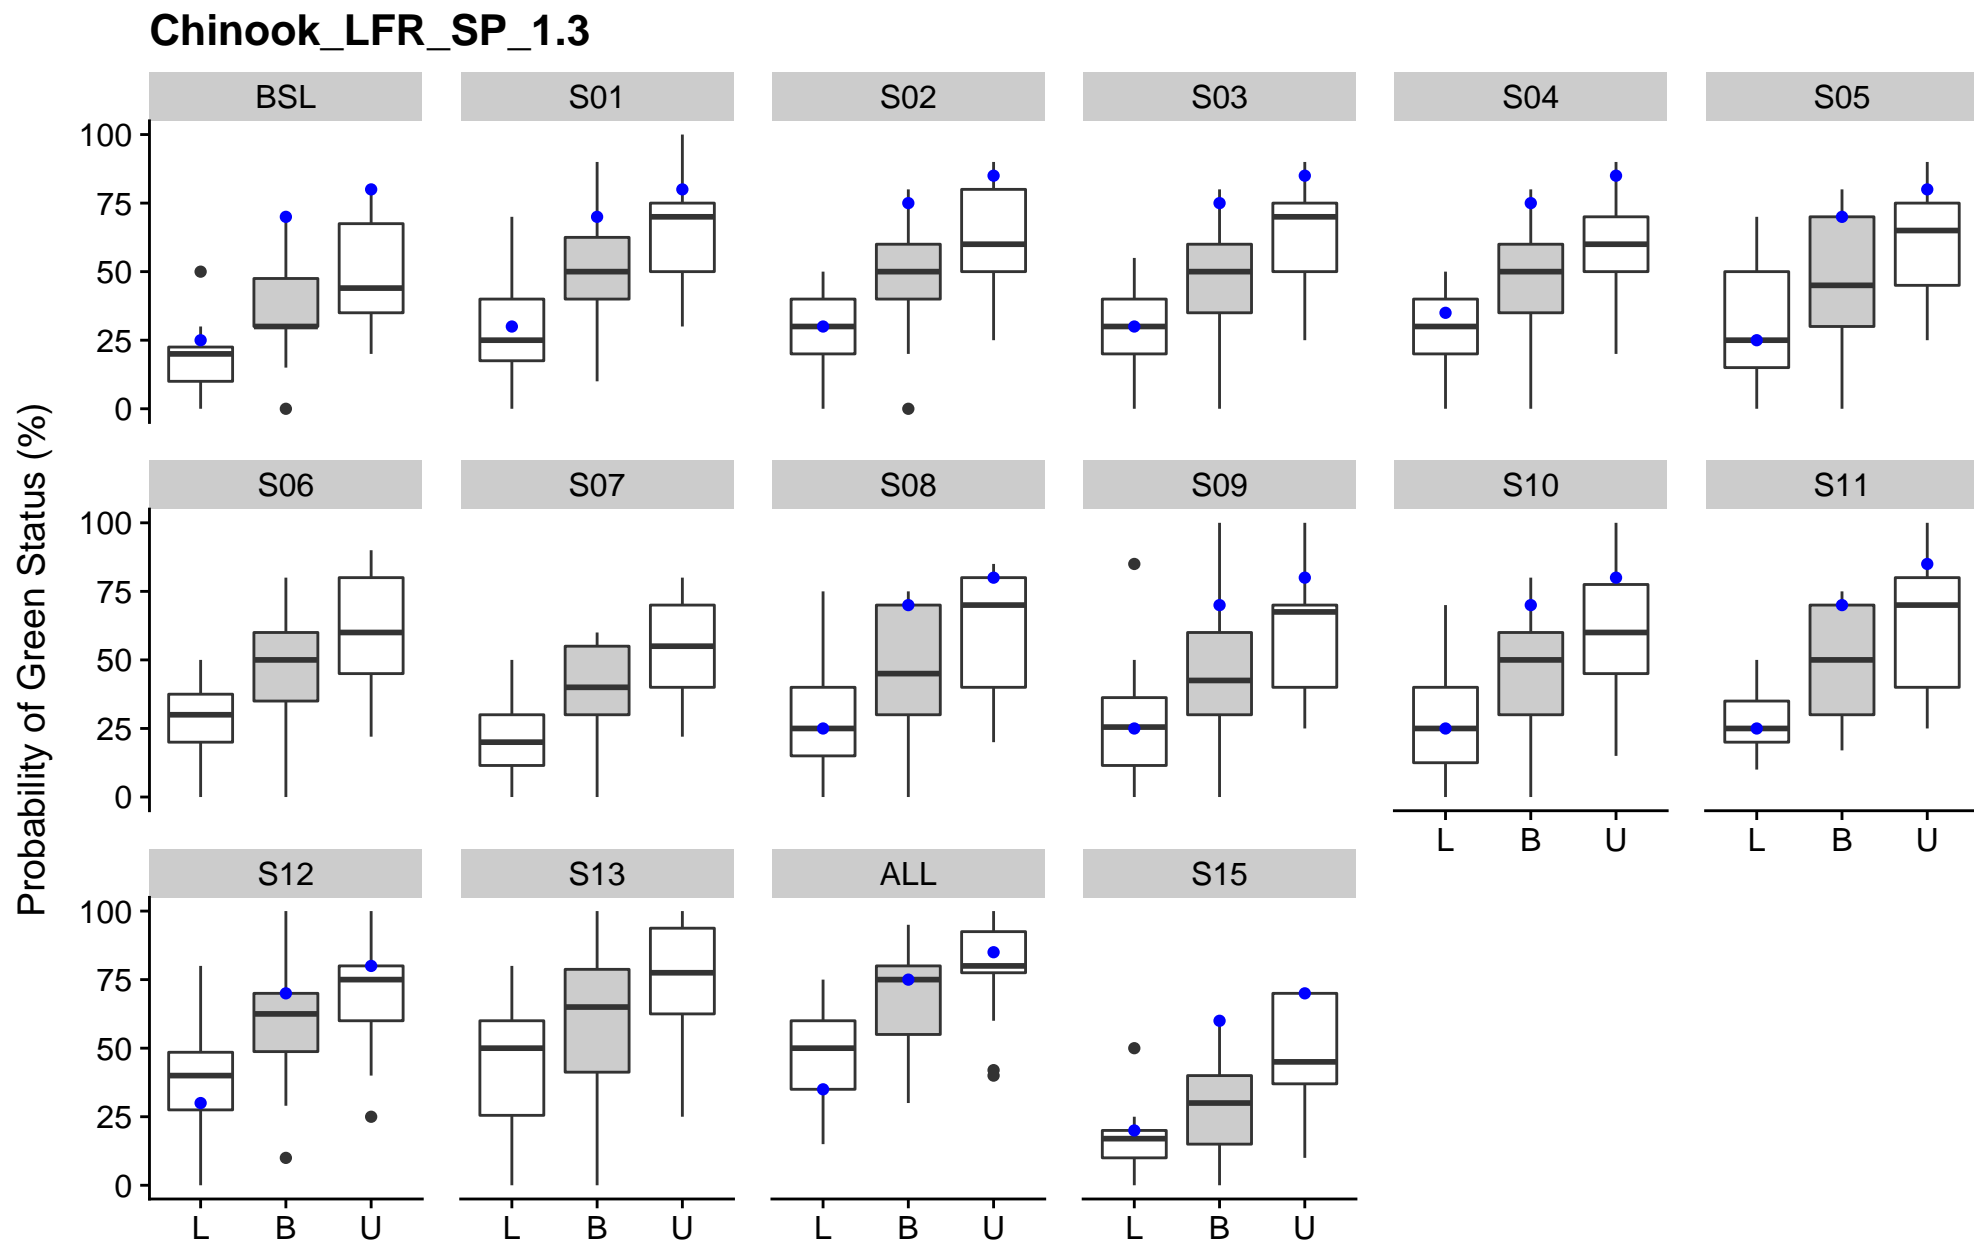 Chinook_LFR_SP_1.3
BSL S01 S02 S03 S04 S05
100
75
50
25
0
S06 S07 S08 S09 S10 S11
100
75
50
25
0
L B U L B U
S12 S13 ALL S15
100
75
50
25
0
L B U L B U L B U L B U
Probability of Green Status (%)